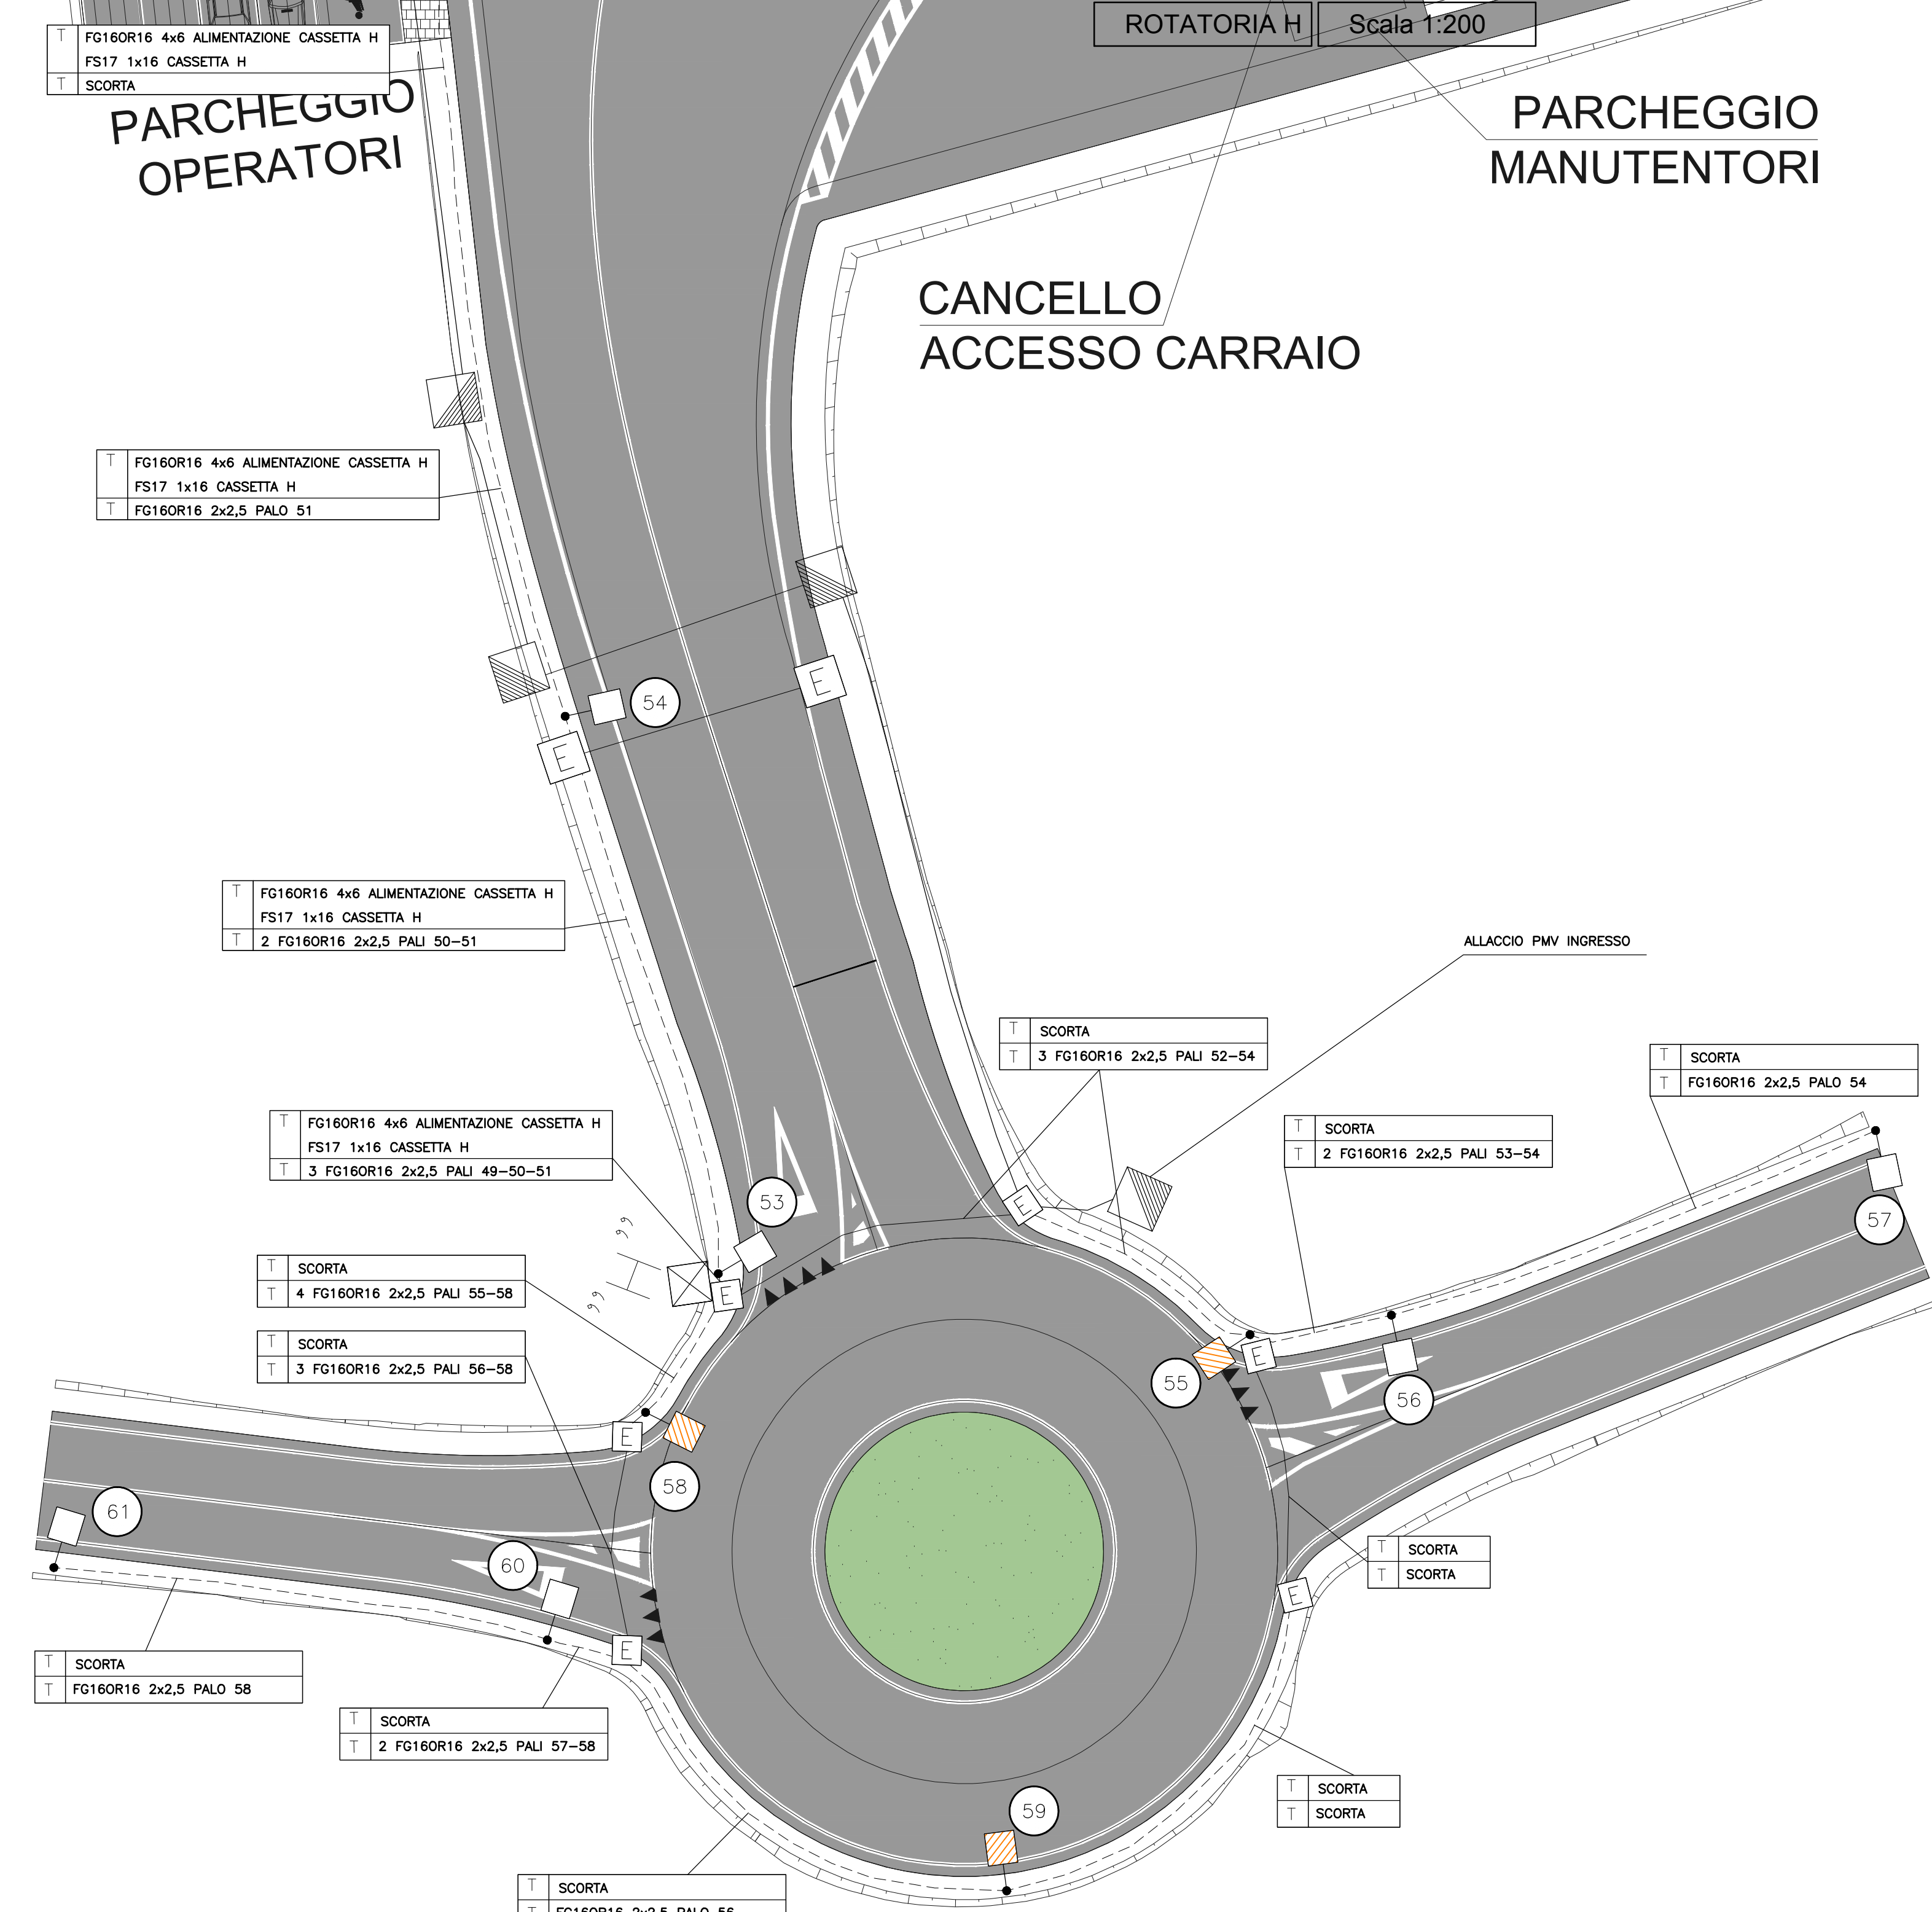 T FG16OR16 4x6 ALIMENTAZIONE CASSETTA H
FS17 1x16 CASSETTA H
T SCORTA
ROTATORIA H
Scala 1:200
PARCHEGGIO
OPERATORI
PARCHEGGIO
MANUTENTORI
CANCELLO
ACCESSO CARRAIO
T FG16OR16 4x6 ALIMENTAZIONE CASSETTA H
FS17 1x16 CASSETTA H
T FG16OR16 2x2,5 PALO 51
E
54
E
T FG16OR16 4x6 ALIMENTAZIONE CASSETTA H
FS17 1x16 CASSETTA H
T 2 FG16OR16 2x2,5 PALI 50-51
ALLACCIO PMV INGRESSO
T SCORTA
T 3 FG16OR16 2x2,5 PALI 52-54
T SCORTA
T FG16OR16 2x2,5 PALO 54
T FG16OR16 4x6 ALIMENTAZIONE CASSETTA H
FS17 1x16 CASSETTA H
T 3 FG16OR16 2x2,5 PALI 49-50-51
T SCORTA
T 2 FG16OR16 2x2,5 PALI 53-54
53
E
57
T SCORTA
T 4 FG16OR16 2x2,5 PALI 55-58
E
T SCORTA
T 3 FG16OR16 2x2,5 PALI 56-58
E
55
56
E
58
61
60
T SCORTA
T SCORTA
E
E
T SCORTA
T FG16OR16 2x2,5 PALO 58
T SCORTA
T 2 FG16OR16 2x2,5 PALI 57-58
59
T SCORTA
T SCORTA
T SCORTA
T FG16OR16 2x2,5 PALO 56